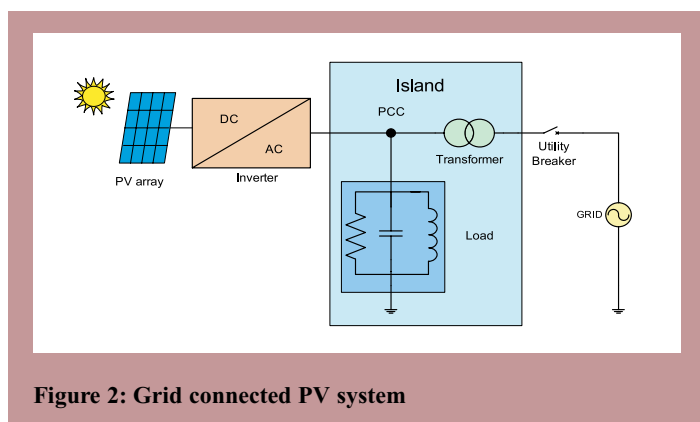 Island
DC
AC
PCC
PV array
Inverter
Transformer
Utility
Breaker
Load
GRID
Figure 2: Grid connected PV system